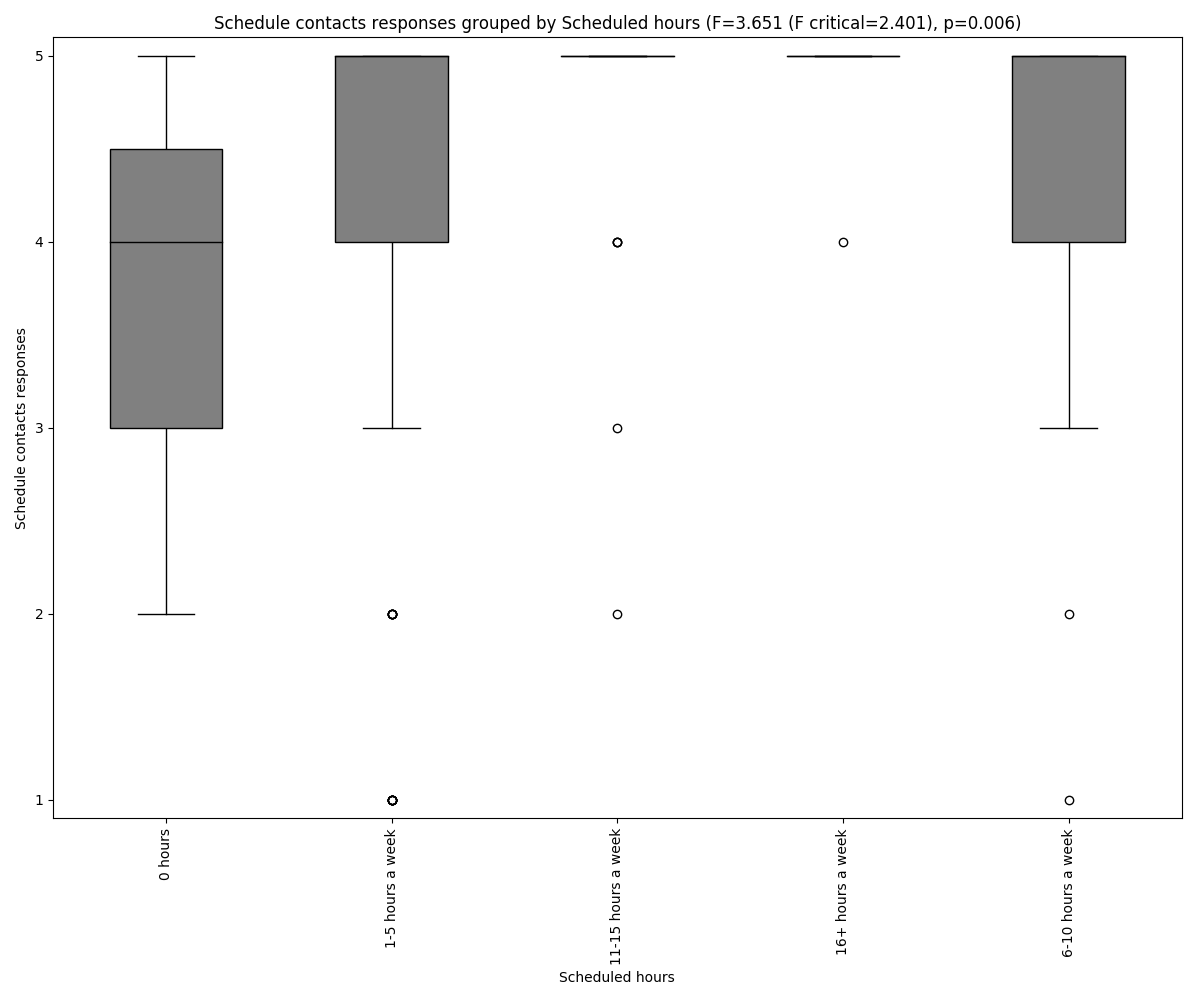 Schedule contacts responses grouped by Scheduled hours (F=3.651 (F critical=2.401), p=0.006)
Schedule contacts responses
5
4
3
2
1
0 hours
1-5 hours a week
11-15 hours a week
16+ hours a week
6-10 hours a week
Scheduled hours